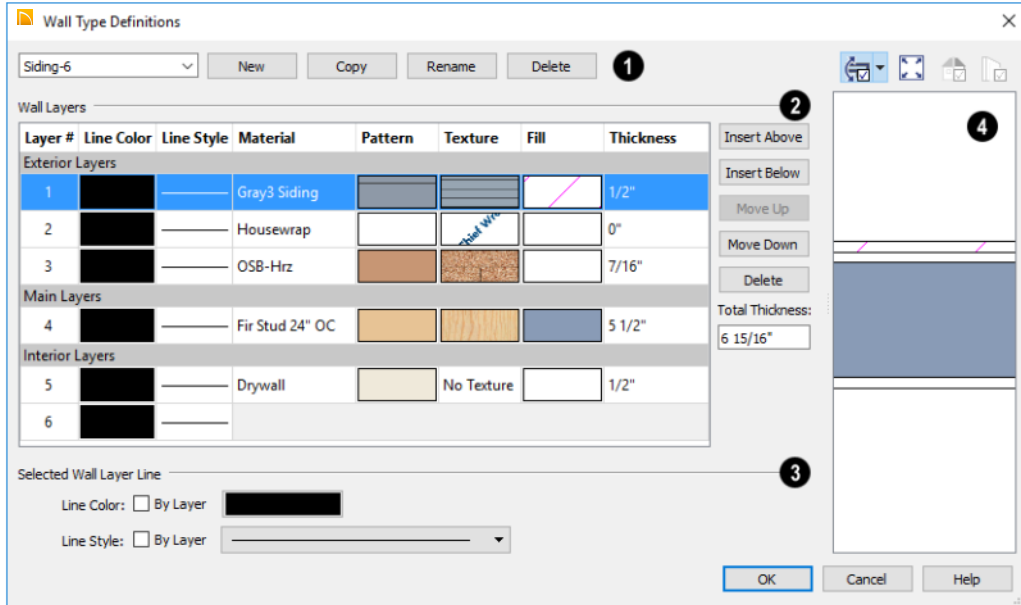 Wall Type Definitions
Siding-6 New Copy Rename Delete 1
Wall Layers 2
Layer # Line Color Line Style Material Pattern Texture Fill Thickness
Exterior Layers
1 Gray3 Siding 1/2"
2 Housewrap 0"
3 OSB-Hrz 7/16"
Main Layers
4 Fir Stud 24" OC 5 1/2"
Interior Layers
5 Drywall No Texture 1/2"
6
Insert Above
Insert Below
Move Up
Move Down
Delete
Total Thickness:
6 15/16"
4
Selected Wall Layer Line 3
Line Color: By Layer
Line Style: By Layer
OK Cancel Help